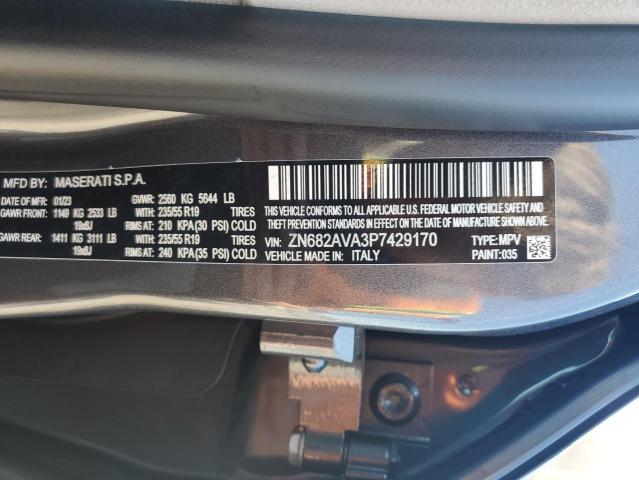 MFD BY: MASERATI S.P.A.
DATE OF MFR 01/23 GVWR: 2560 KG 5644 LB
GAWR FRONT: 1149 KG 2533 LB WITH: 235/55 R19 TIRES
19x8J RIMS AT: 210 KPA (30 PSI) COLD
GAWR REAR: 1411 KG 3111 LB WITH: 235/55 R19 TIRES
19x8J RIMS AT: 240 KPA (35 PSI) COLD
THIS VEHICLE CONFORMS TO ALL APPLICABLE FEDERAL MOTOR VEHICLE SAFETY, BUMPER, AND
THEFT PREVENTION STANDARDS IN EFFECT ON THE DATE OF MANUFACTURE SHOWN ABOVE.
VIN: ZN682AVA3P7429170 TYPE: MPV
VEHICLE MADE IN: ITALY PAINT: 035